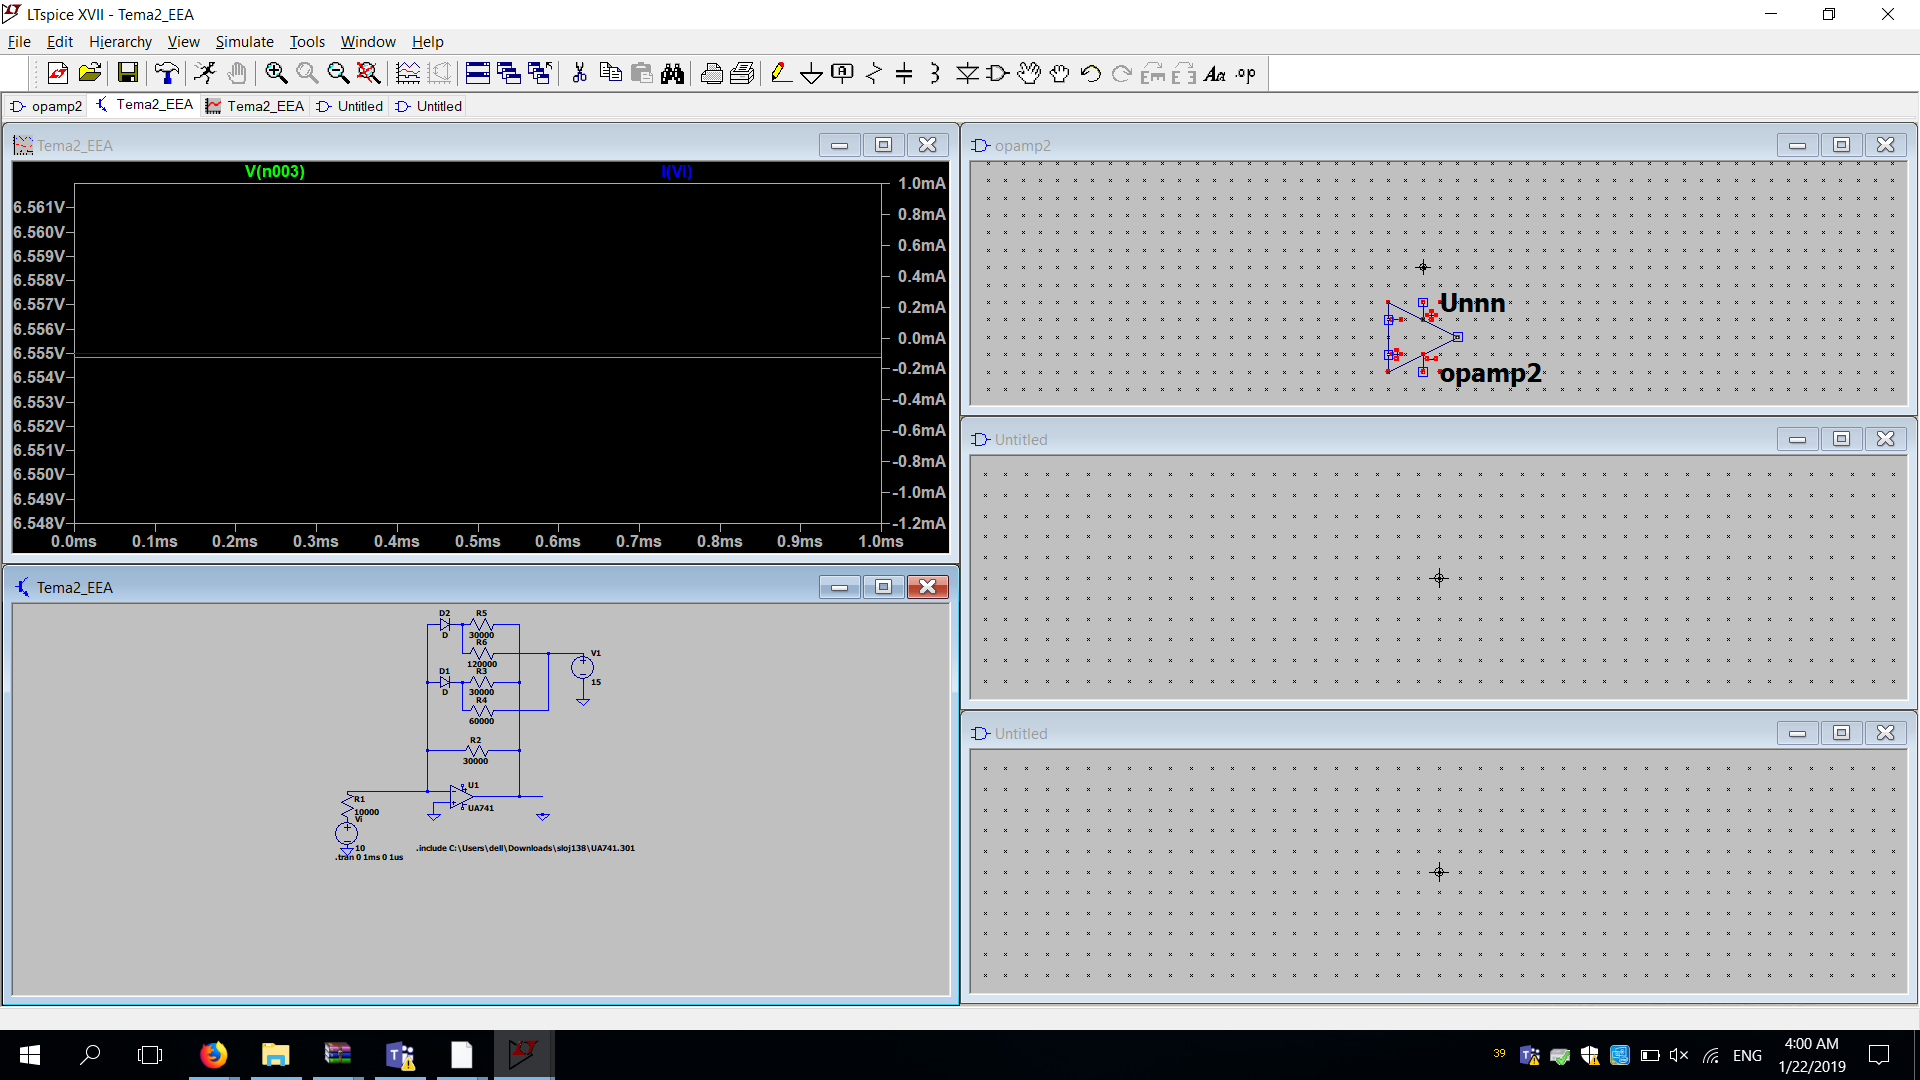 LTspice XVII - Tema2_EEA
File Edit Hierarchy View Simulate Tools Window Help
opamp2 Tema2_EEA Tema2_EEA Untitled Untitled
Tema2_EEA
V(n003) I(Vi)
6.561V
6.560V
6.559V
6.558V
6.557V
6.556V
6.555V
6.554V
6.553V
6.552V
6.551V
6.550V
6.549V
6.548V
1.0mA
0.8mA
0.6mA
0.4mA
0.2mA
0.0mA
-0.2mA
-0.4mA
-0.6mA
-0.8mA
-1.0mA
-1.2mA
0.0ms 0.1ms 0.2ms 0.3ms 0.4ms 0.5ms 0.6ms 0.7ms 0.8ms 0.9ms 1.0ms
opamp2
Unnn
opamp2
Untitled
Untitled
Tema2_EEA
D2 R5
D 30000
R6
120000
V1
15
D1 R3
D 30000
R4
60000
R2
30000
U1
UA741
R1
10000
Vi
10
.tran 0 1ms 0 1us
.include C:\Users\dell\Downloads\sloj138\UA741.301
39
ENG
4:00 AM
1/22/2019